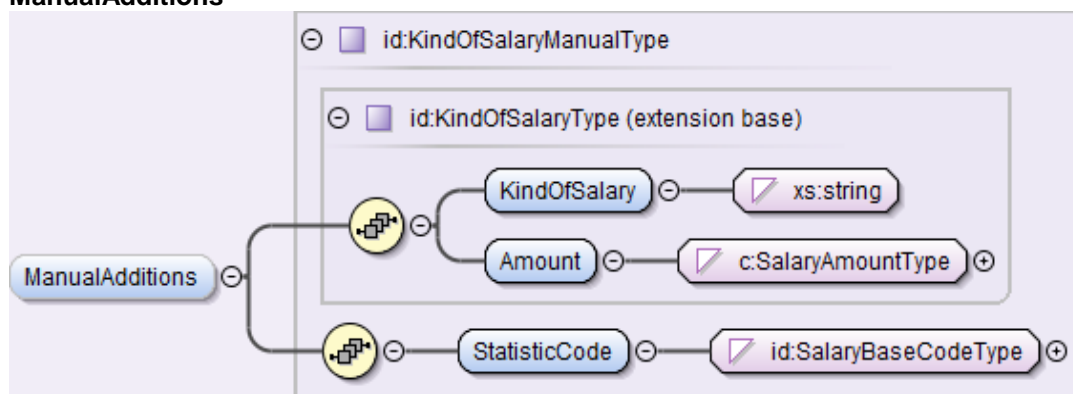 ManualAdditions
id:KindOfSalaryManualType
id:KindOfSalaryType (extension base)
KindOfSalary
xs:string
Amount
c:SalaryAmountType
ManualAdditions
StatisticCode
id:SalaryBaseCodeType